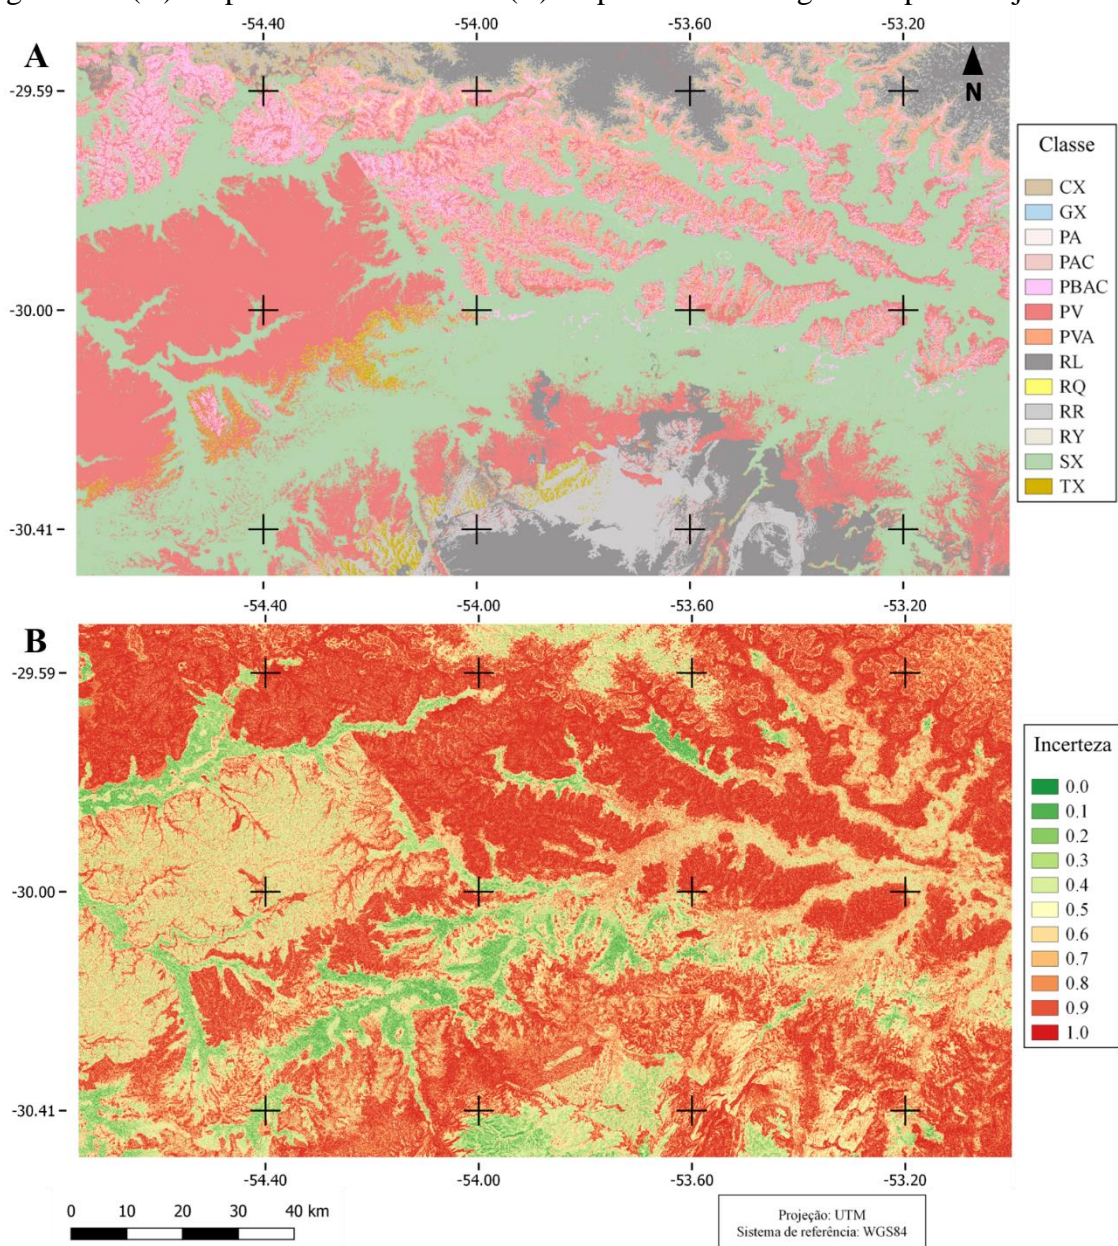 -54.40 -54.00 -53.60 -53.20
A
N
-29.59
-30.00
-30.41
Classe
CX
GX
PA
PAC
PBAC
PV
PVA
RL
RQ
RR
RY
SX
TX
-54.40 -54.00 -53.60 -53.20
B
-29.59
-30.00
-30.41
Incerteza
0.0
0.1
0.2
0.3
0.4
0.5
0.6
0.7
0.8
0.9
1.0
-54.40 -54.00 -53.60 -53.20
0 10 20 30 40 km
Projeção: UTM
Sistema de referência: WGS84